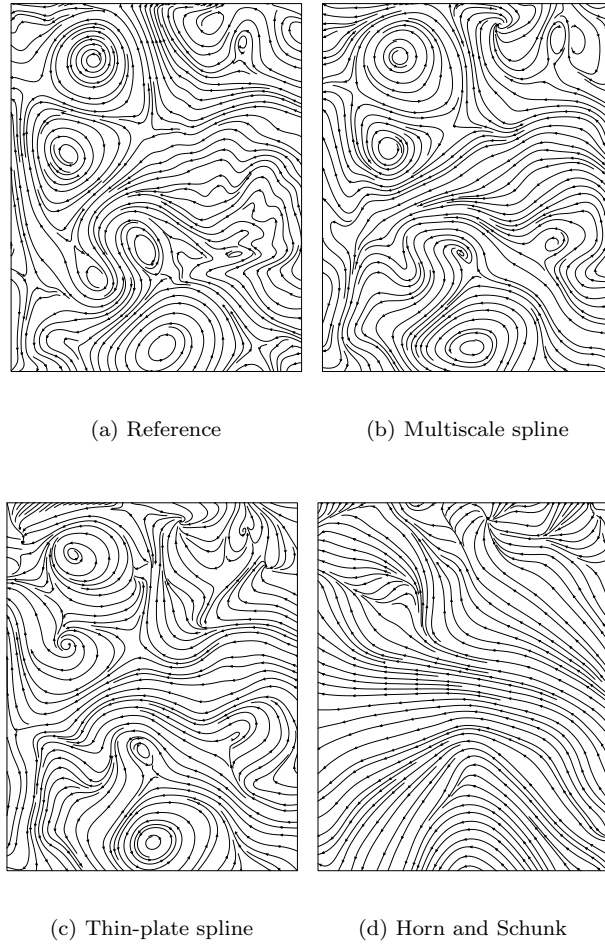 (a) Reference
(b) Multiscale spline
(c) Thin-plate spline
(d) Horn and Schunk